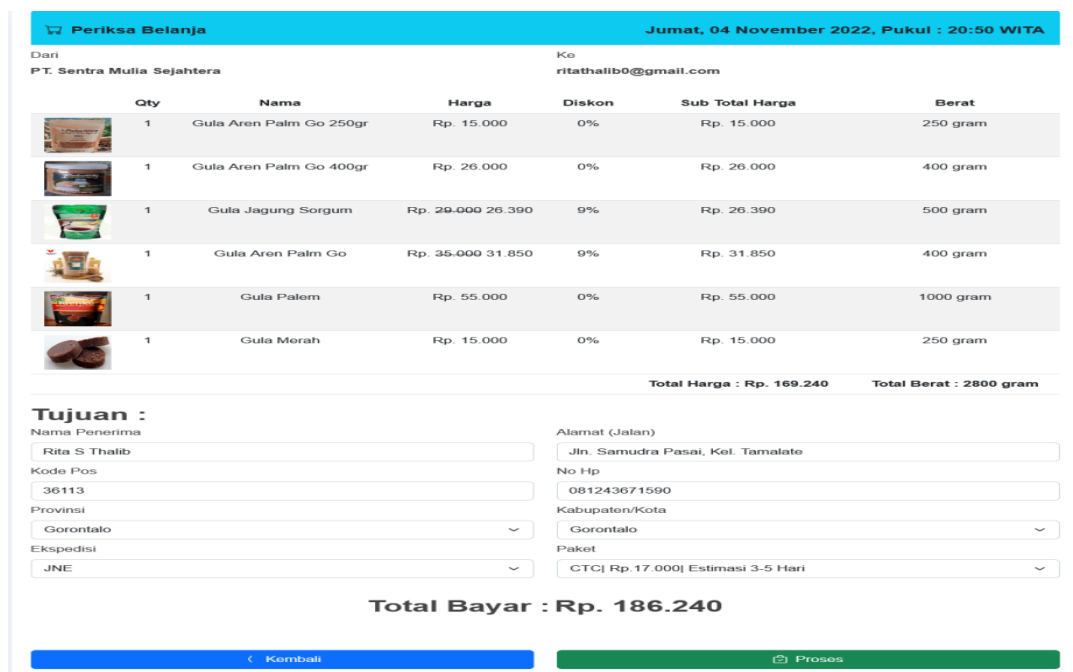 Periksa Belanja Jumat, 04 November 2022, Pukul : 20:50 WITA
Dari Ke
PT. Sentra Mulia Sejahtera ritathalib0@gmail.com
Qty Nama Harga Diskon Sub Total Harga Berat
1 Gula Aren Palm Go 250gr Rp. 15.000 0% Rp. 15.000 250 gram
1 Gula Aren Palm Go 400gr Rp. 26.000 0% Rp. 26.000 400 gram
1 Gula Jagung Sorgum Rp. 29.000 26.390 9% Rp. 26.390 500 gram
1 Gula Aren Palm Go Rp. 35.000 31.850 9% Rp. 31.850 400 gram
1 Gula Palem Rp. 55.000 0% Rp. 55.000 1000 gram
1 Gula Merah Rp. 15.000 0% Rp. 15.000 250 gram
Total Harga : Rp. 169.240 Total Berat : 2800 gram
Tujuan :
Nama Penerima Alamat (Jalan)
Rita S Thalib Jln. Samudra Pasai, Kel. Tamalate
Kode Pos No Hp
36113 081243671590
Provinsi Kabupaten/Kota
Gorontalo Gorontalo
Ekspedisi Paket
JNE CTC| Rp.17.000| Estimasi 3-5 Hari
Total Bayar : Rp. 186.240
Kembali Proses